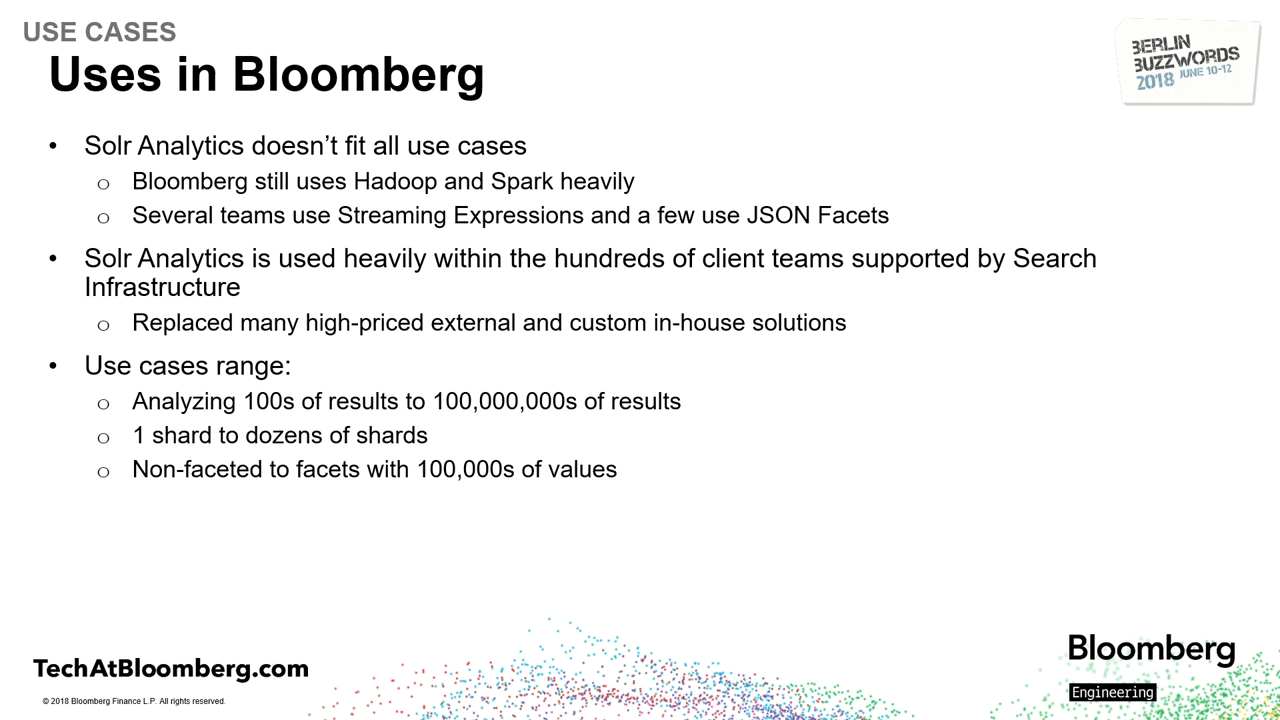 USE CASES
Uses in Bloomberg
BERLIN
BUZZWORDS
2018 JUNE 10-12
• Solr Analytics doesn’t fit all use cases
o Bloomberg still uses Hadoop and Spark heavily
o Several teams use Streaming Expressions and a few use JSON Facets
• Solr Analytics is used heavily within the hundreds of client teams supported by Search
Infrastructure
o Replaced many high-priced external and custom in-house solutions
• Use cases range:
o Analyzing 100s of results to 100,000,000s of results
o 1 shard to dozens of shards
o Non-faceted to facets with 100,000s of values
TechAtBloomberg.com
© 2018 Bloomberg Finance L.P. All rights reserved.
Bloomberg
Engineering